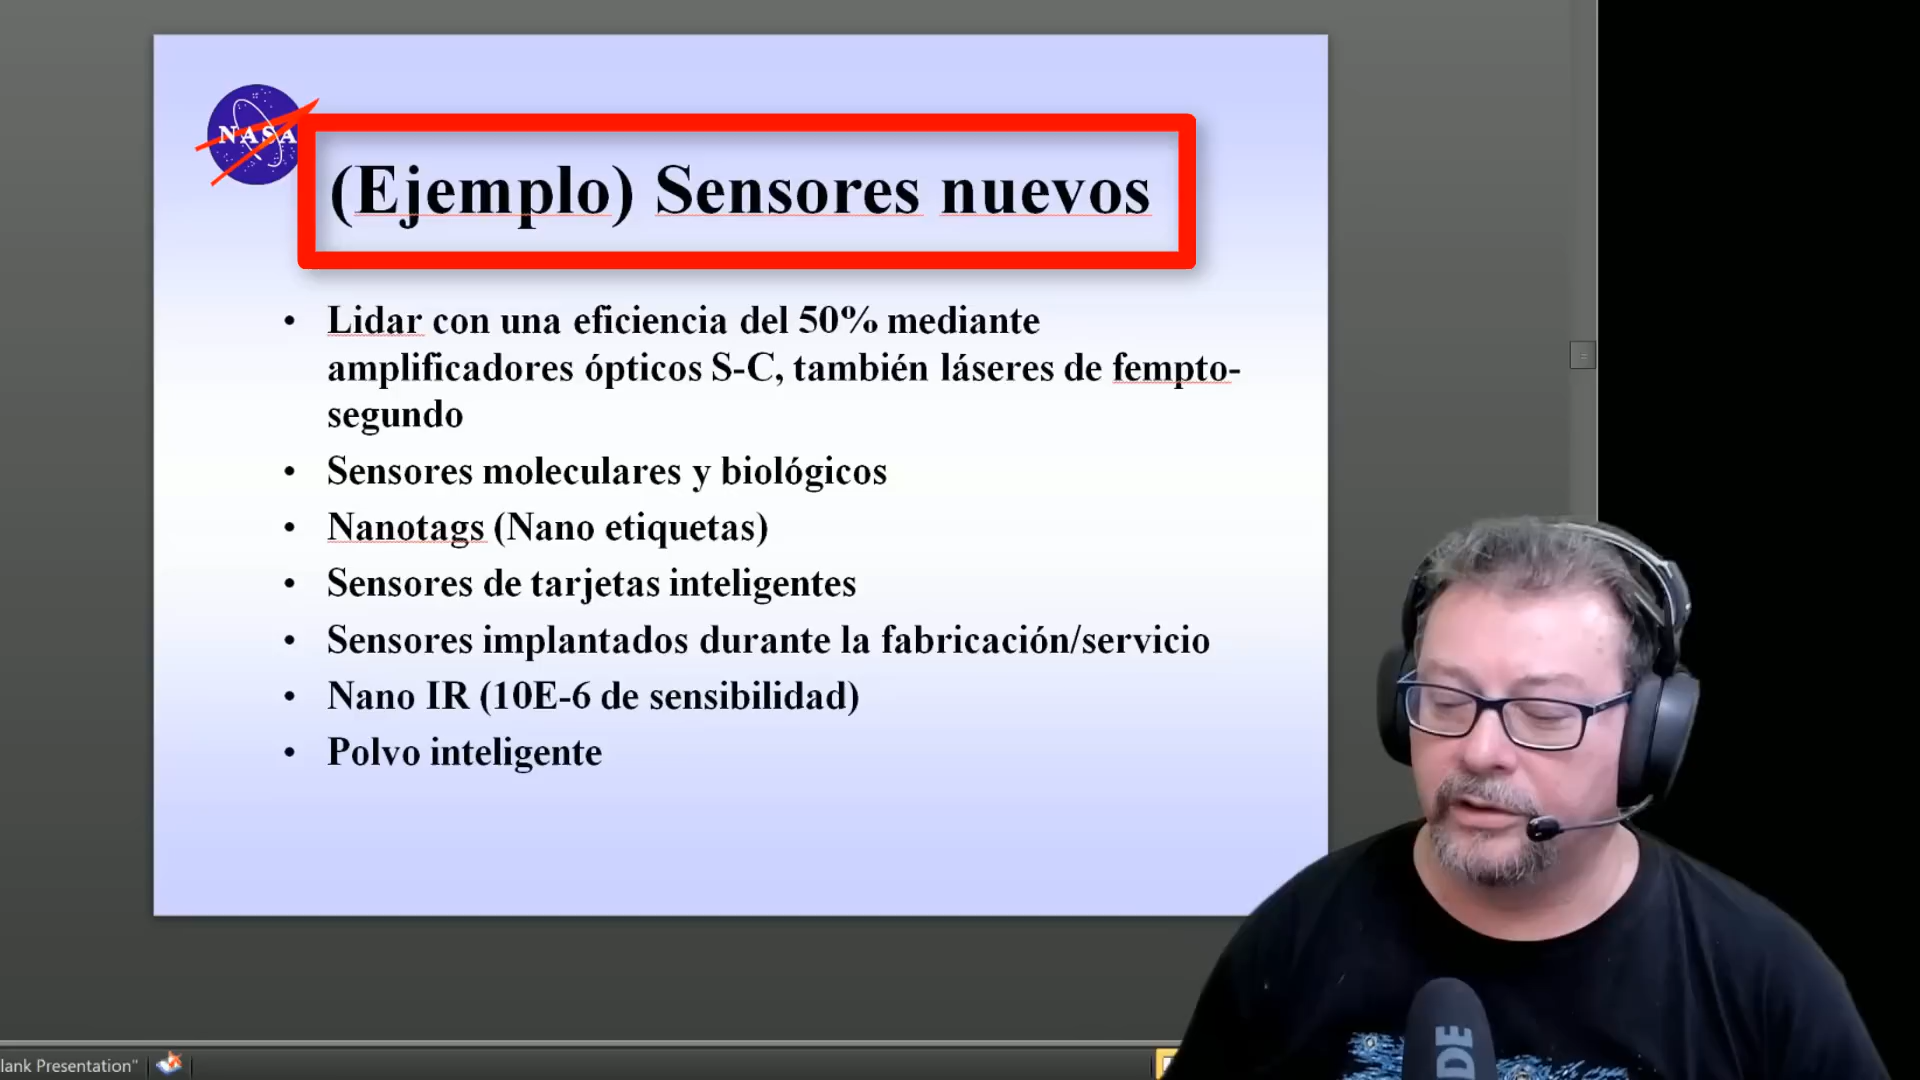 NASA
(Ejemplo) Sensores nuevos
• Lidar con una eficiencia del 50% mediante
amplificadores ópticos S-C, también láseres de fempto-
segundo
• Sensores moleculares y biológicos
• Nanotags (Nano etiquetas)
• Sensores de tarjetas inteligentes
• Sensores implantados durante la fabricación/servicio
• Nano IR (10E-6 de sensibilidad)
• Polvo inteligente
lank Presentation"
DE